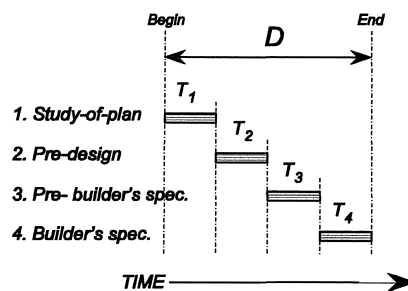 Begin End
D
T1
1. Study-of-plan
T2
2. Pre-design
T3
3. Pre- builder's spec.
T4
4. Builder's spec.
TIME